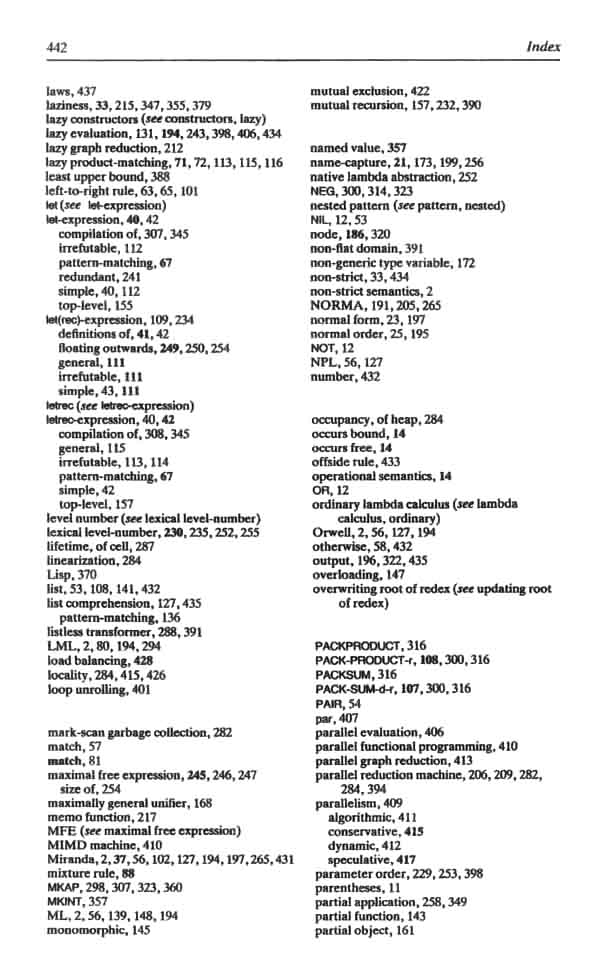 442
Index
laws, 437
laziness, 33, 215, 347, 355, 379
lazy constructors (see constructors, lazy)
lazy evaluation, 131, 194, 243, 398, 406, 434
lazy graph reduction, 212
lazy product-matching, 71, 72, 113, 115, 116
least upper bound, 388
left-to-right rule, 63, 65, 101
let (see let-expression)
let-expression, 40, 42
compilation of, 307, 345
irrefutable, 112
pattern-matching, 67
redundant, 241
simple, 40, 112
top-level, 155
let(rec)-expression, 109, 234
definitions of, 41, 42
floating outwards, 249, 250, 254
general, 111
irrefutable, 111
simple, 43, 111
letrec (see letrec-expression)
letrec-expression, 40, 42
compilation of, 308, 345
general, 115
irrefutable, 113, 114
pattern-matching, 67
simple, 42
top-level, 157
level number (see lexical level-number)
lexical level-number, 230, 235, 252, 255
lifetime, of cell, 287
linearization, 284
Lisp, 370
list, 53, 108, 141, 432
list comprehension, 127, 435
pattern-matching, 136
listless transformer, 288, 391
LML, 2, 80, 194, 294
load balancing, 428
locality, 284, 415, 426
loop unrolling, 401
mark-scan garbage collection, 282
match, 57
match, 81
maximal free expression, 245, 246, 247
size of, 254
maximally general unifier, 168
memo function, 217
MFE (see maximal free expression)
MIMD machine, 410
Miranda, 2, 37, 56, 102, 127, 194, 197, 265, 431
mixture rule, 88
MKAP, 298, 307, 323, 360
MKINT, 357
ML, 2, 56, 139, 148, 194
monomorphic, 145
mutual exclusion, 422
mutual recursion, 157, 232, 390
named value, 357
name-capture, 21, 173, 199, 256
native lambda abstraction, 252
NEG, 300, 314, 323
nested pattern (see pattern, nested)
NIL, 12, 53
node, 186, 320
non-flat domain, 391
non-generic type variable, 172
non-strict, 33, 434
non-strict semantics, 2
NORMA, 191, 205, 265
normal form, 23, 197
normal order, 25, 195
NOT, 12
NPL, 56, 127
number, 432
occupancy, of heap, 284
occurs bound, 14
occurs free, 14
offside rule, 433
operational semantics, 14
OR, 12
ordinary lambda calculus (see lambda
calculus, ordinary)
Orwell, 2, 56, 127, 194
otherwise, 58, 432
output, 196, 322, 435
overloading, 147
overwriting root of redex (see updating root
of redex)
PACKPRODUCT, 316
PACK-PRODUCT-r, 108, 300, 316
PACKSUM, 316
PACK-SUM-d-r, 107, 300, 316
PAIR, 54
par, 407
parallel evaluation, 406
parallel functional programming, 410
parallel graph reduction, 413
parallel reduction machine, 206, 209, 282,
284, 394
parallelism, 409
algorithmic, 411
conservative, 415
dynamic, 412
speculative, 417
parameter order, 229, 253, 398
parentheses, 11
partial application, 258, 349
partial function, 143
partial object, 161